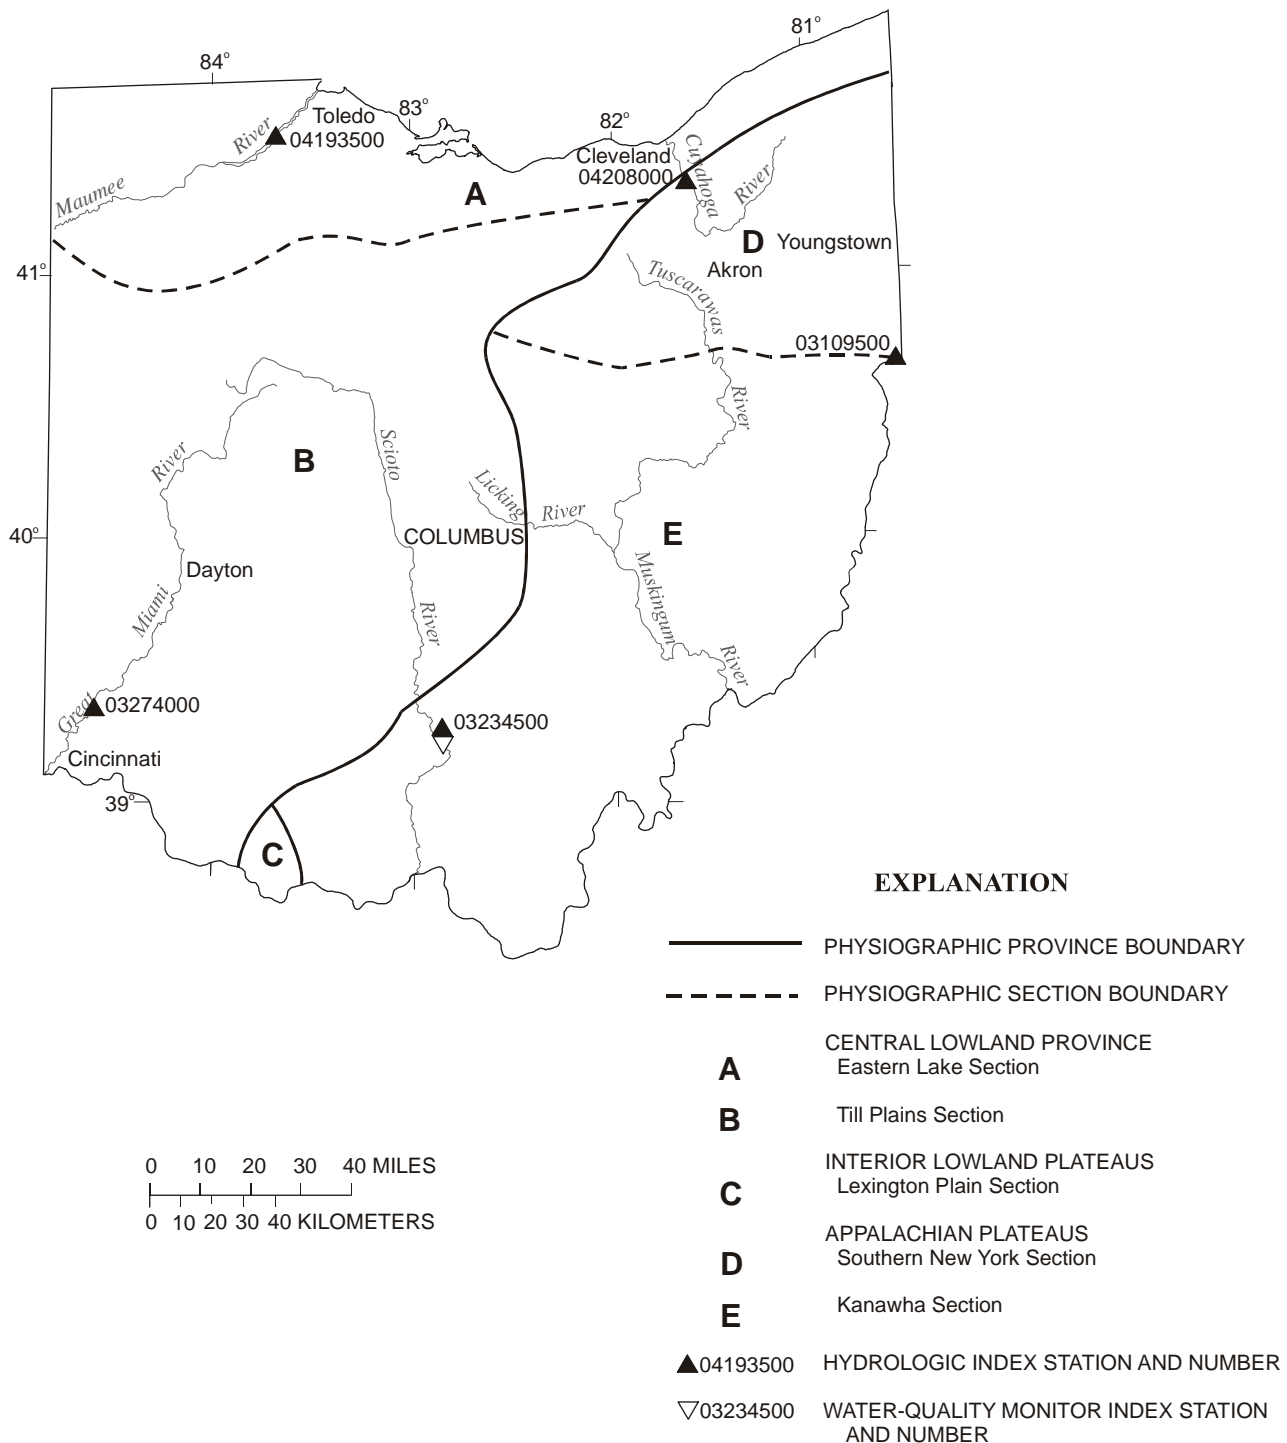 81°
84°
83°
Toledo
04193500
82°
River
Maumee
Cleveland
04208000
Cuyahoga
River
A
D
Youngstown
Akron
41°
Tuscarawas
03109500
River
B
River
Scioto
Licking
River
E
COLUMBUS
40°
Dayton
Miami
River
Muskingum
River
Great
03274000
03234500
Cincinnati
39°
C
EXPLANATION
PHYSIOGRAPHIC PROVINCE BOUNDARY
PHYSIOGRAPHIC SECTION BOUNDARY
CENTRAL LOWLAND PROVINCE
A Eastern Lake Section
B Till Plains Section
INTERIOR LOWLAND PLATEAUS
C Lexington Plain Section
APPALACHIAN PLATEAUS
D Southern New York Section
E Kanawha Section
04193500 HYDROLOGIC INDEX STATION AND NUMBER
03234500 WATER-QUALITY MONITOR INDEX STATION
AND NUMBER
0 10 20 30 40 MILES
0 10 20 30 40 KILOMETERS